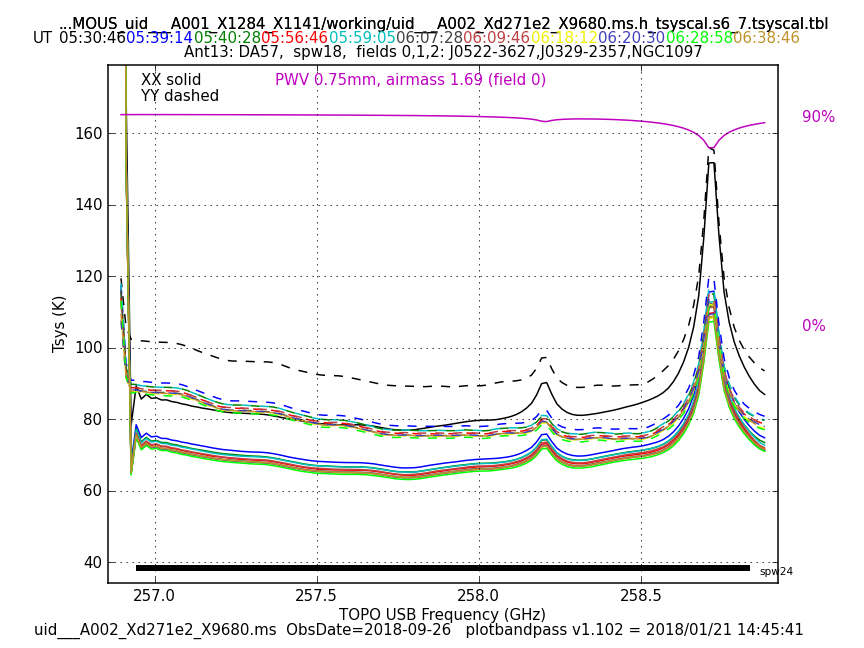 ...MOUS_uid___A001_X1284_X1141/working/uid___A002_Xd271e2_X9680.ms.h_tsyscal.s6_7.tsyscal.tbl
UT 05:30:46 05:39:14 05:40:28 05:56:46 05:59:05 06:07:28 06:09:46 06:18:12 06:20:30 06:28:58 06:38:46
Ant13: DA57, spw18, fields 0,1,2: J0522-3627,J0329-2357,NGC1097
XX solid
YY dashed
PWV 0.75mm, airmass 1.69 (field 0)
90%
0%
160
140
120
100
80
60
40
Tsys (K)
spw24
257.0 257.5 258.0 258.5
TOPO USB Frequency (GHz)
uid___A002_Xd271e2_X9680.ms ObsDate=2018-09-26 plotbandpass v1.102 = 2018/01/21 14:45:41